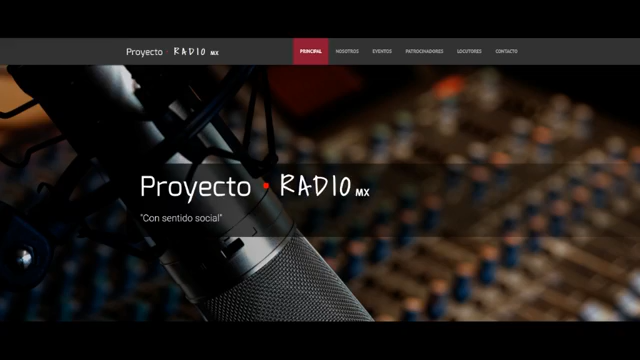 Proyecto RADIO MX
PRINCIPAL NOSOTROS EVENTOS PATROCINADORES LOCUTORES CONTACTO
Proyecto • RADIO MX
"Con sentido social"